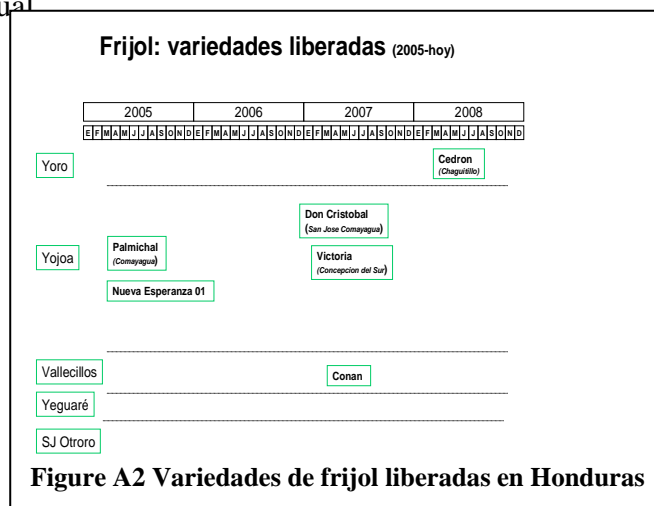 ual
Frijol: variedades liberadas (2005-hoy)
2005 2006 2007 2008
E F M A M J J A S O N D E F M A M J J A S O N D E F M A M J J A S O N D E F M A M J J A S O N D
Yoro
Cedron
(Chaguitillo)
Don Cristobal
(San Jose Comayagua)
Yojoa
Palmichal
(Comayagua)
Victoria
(Concepcion del Sur)
Nueva Esperanza 01
Vallecillos
Conan
Yeguaré
SJ Otroro
Figure A2 Variedades de frijol liberadas en Honduras